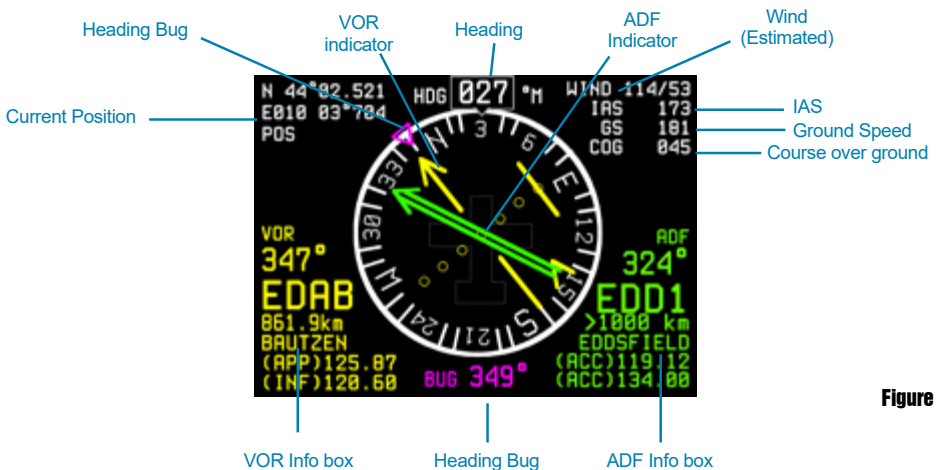 Heading Bug
VOR
indicator
Heading
ADF
Indicator
Wind
(Estimated)
Current Position
IAS
Ground Speed
Course over ground
N 44°02.521
E010 03°704
POS
HDG 027 °M
WIND 114/53
IAS 173
GS 181
COG 045
N 3 6 E 12 15 S 21 24 W 30 33
VOR
347°
EDAB
861.9km
BAUTZEN
(APP)125.87
(INF)120.60
BUG 349°
ADF
324°
EDD1
>1000 km
EDDSFIELD
(ACC)119.12
(ACC)134.00
Figure
VOR Info box
Heading Bug
ADF Info box